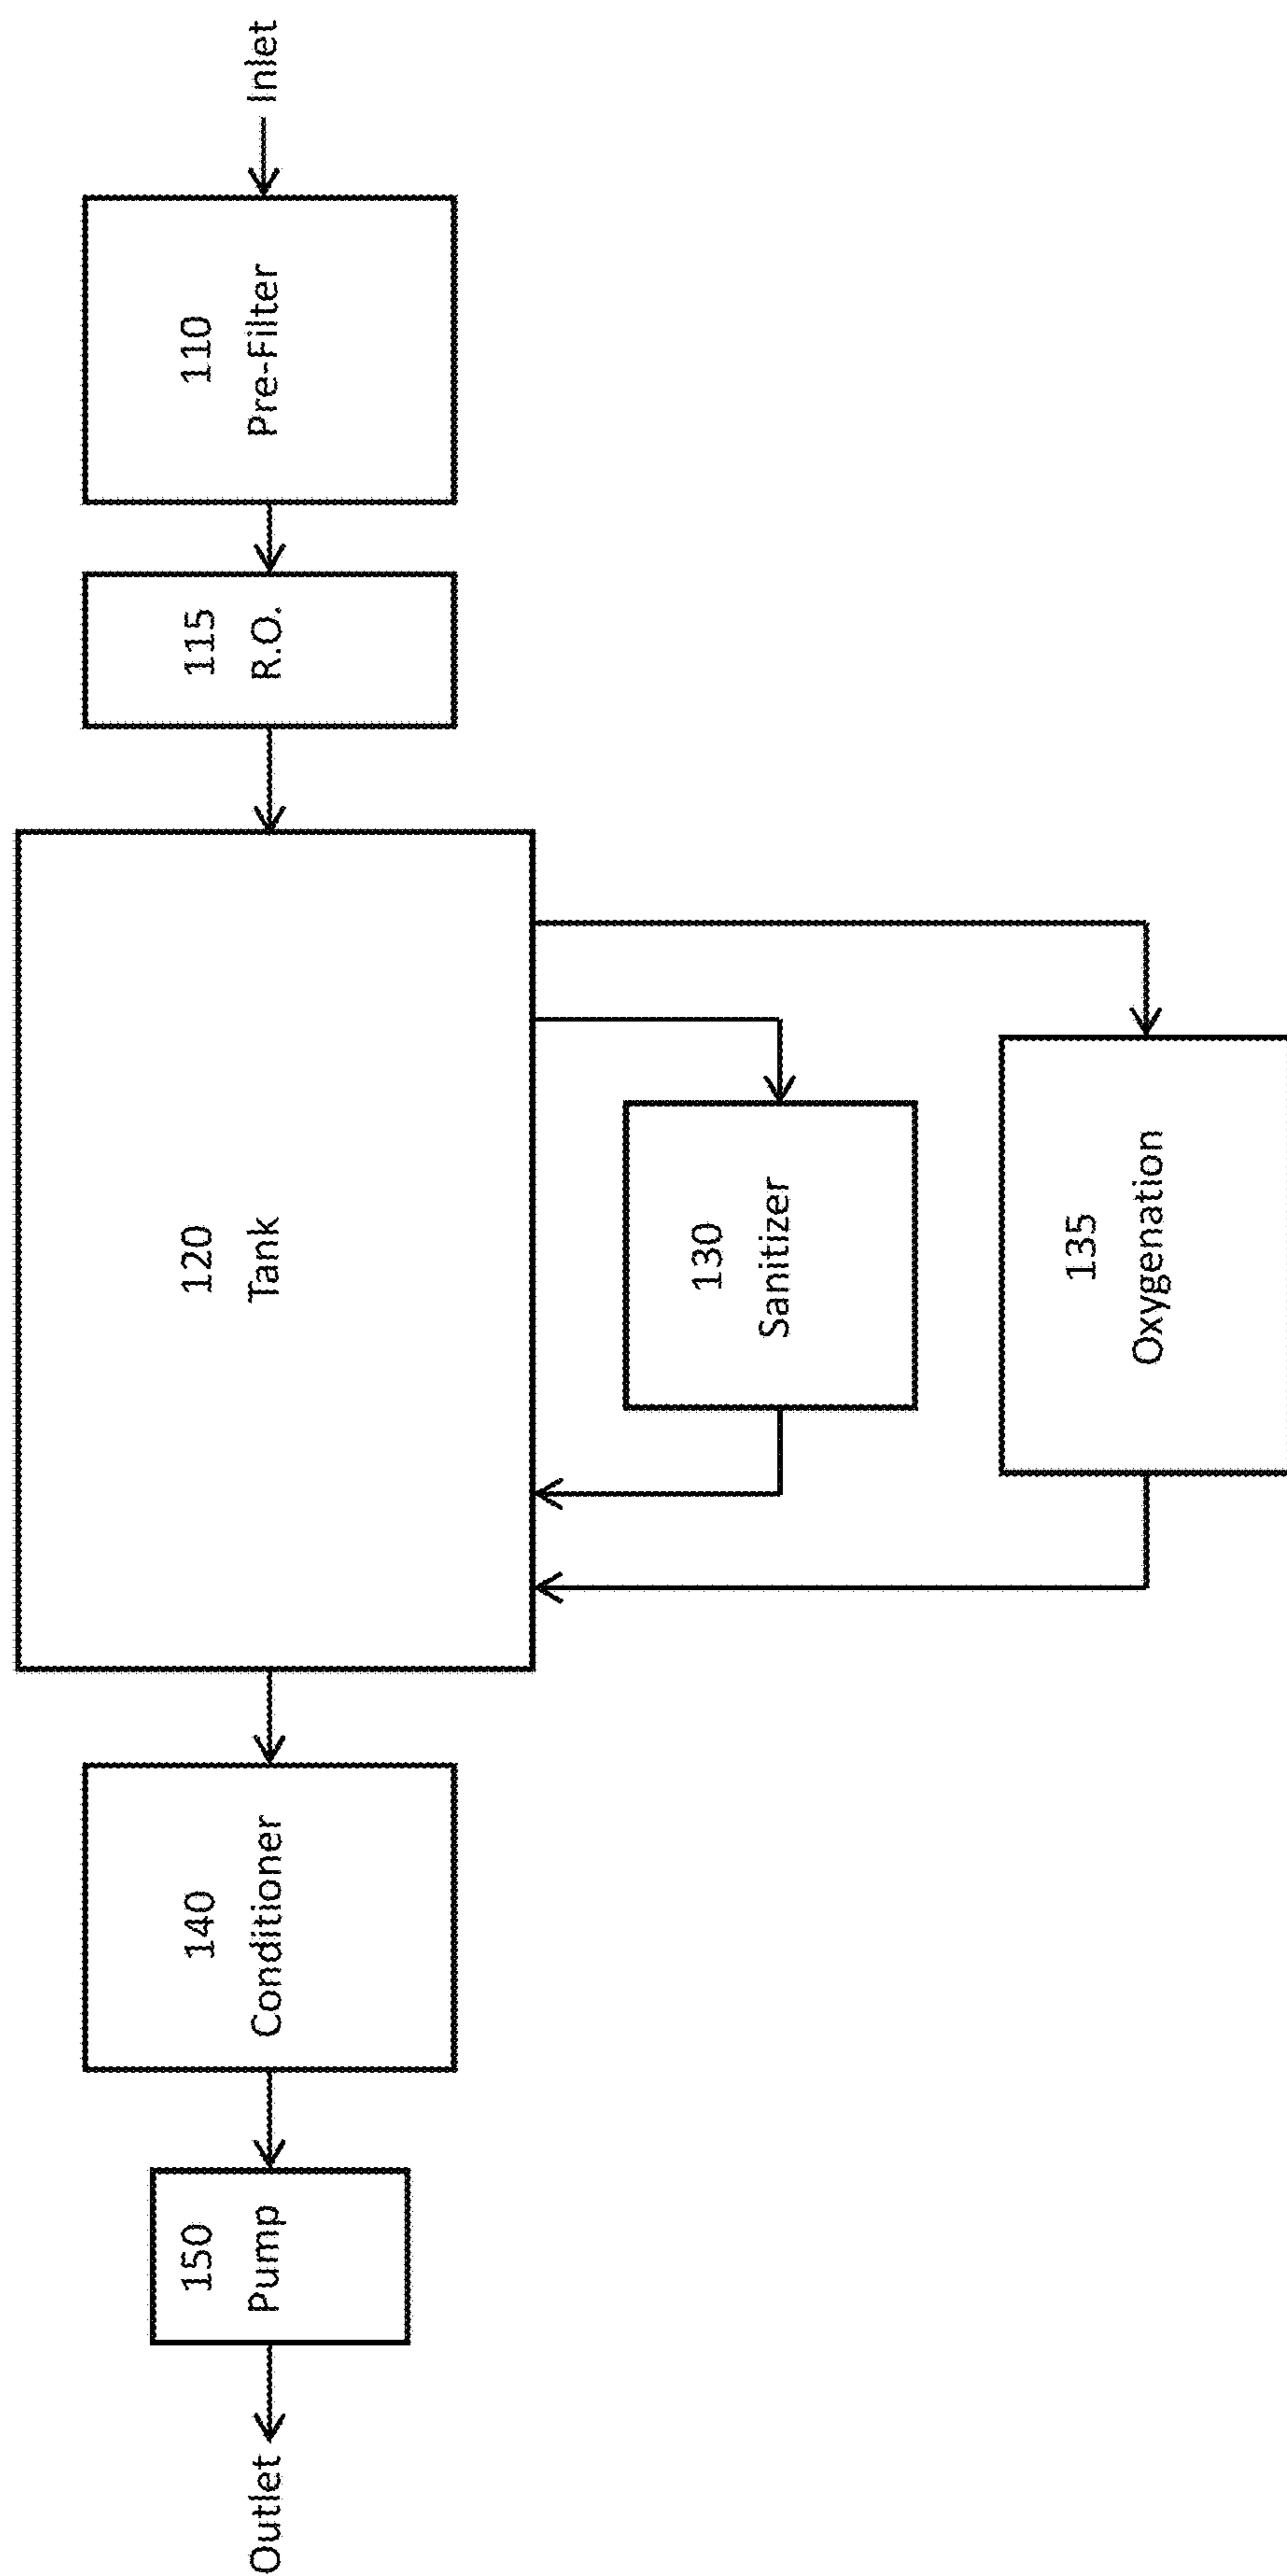 Outlet
150
Pump
140
Conditioner
120
Tank
115
R.O.
110
Pre-Filter
Inlet
130
Sanitizer
135
Oxygenation